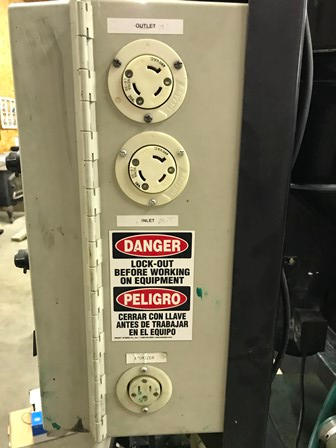 OUTLET
INLET
DANGER
LOCK-OUT
BEFORE WORKING
ON EQUIPMENT
PELIGRO
CERRAR CON LLAVE
ANTES DE TRABAJAR
EN EL EQUIPO